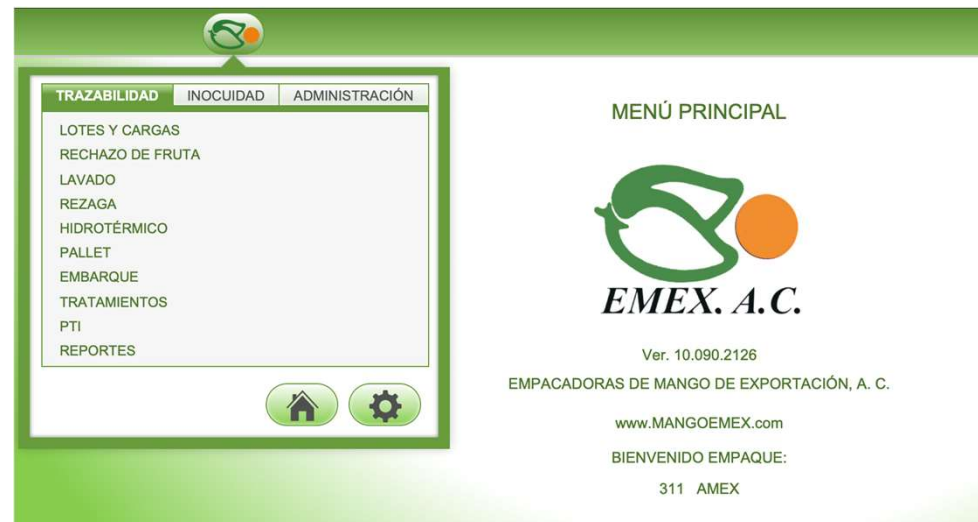 TRAZABILIDAD INOCUIDAD ADMINISTRACIÓN
LOTES Y CARGAS
RECHAZO DE FRUTA
LAVADO
REZAGA
HIDROTÉRMICO
PALLET
EMBARQUE
TRATAMIENTOS
PTI
REPORTES
MENÚ PRINCIPAL
EMEX. A.C.
Ver. 10.090.2126
EMPACADORAS DE MANGO DE EXPORTACIÓN, A. C.
www.MANGOEMEX.com
BIENVENIDO EMPAQUE:
311 AMEX